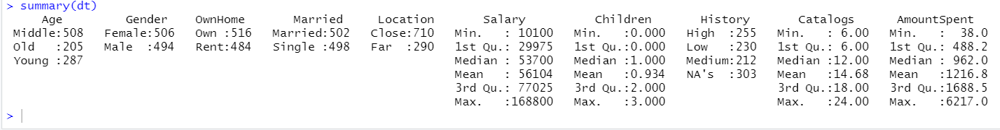 > summary(dt)
     Age         Gender     OwnHome       Married     Location       Salary          Children       History       Catalogs      AmountSpent
 Middle:508   Female:506   Own :516   Married:502   Close:710   Min.   : 10100   Min.   :0.000   High  :255   Min.   : 6.00   Min.   :  38.0
 Old   :205   Male  :494   Rent:484   Single :498   Far  :290   1st Qu.: 29975   1st Qu.:0.000   Low   :230   1st Qu.: 6.00   1st Qu.: 488.2
 Young :287                                                     Median : 53700   Median :1.000   Medium:212   Median :12.00   Median : 962.0
                                                                Mean   : 56104   Mean   :0.934   NA's  :303   Mean   :14.68   Mean   :1216.8
                                                                3rd Qu.: 77025   3rd Qu.:2.000                3rd Qu.:18.00   3rd Qu.:1688.5
                                                                Max.   :168800   Max.   :3.000                Max.   :24.00   Max.   :6217.0
>